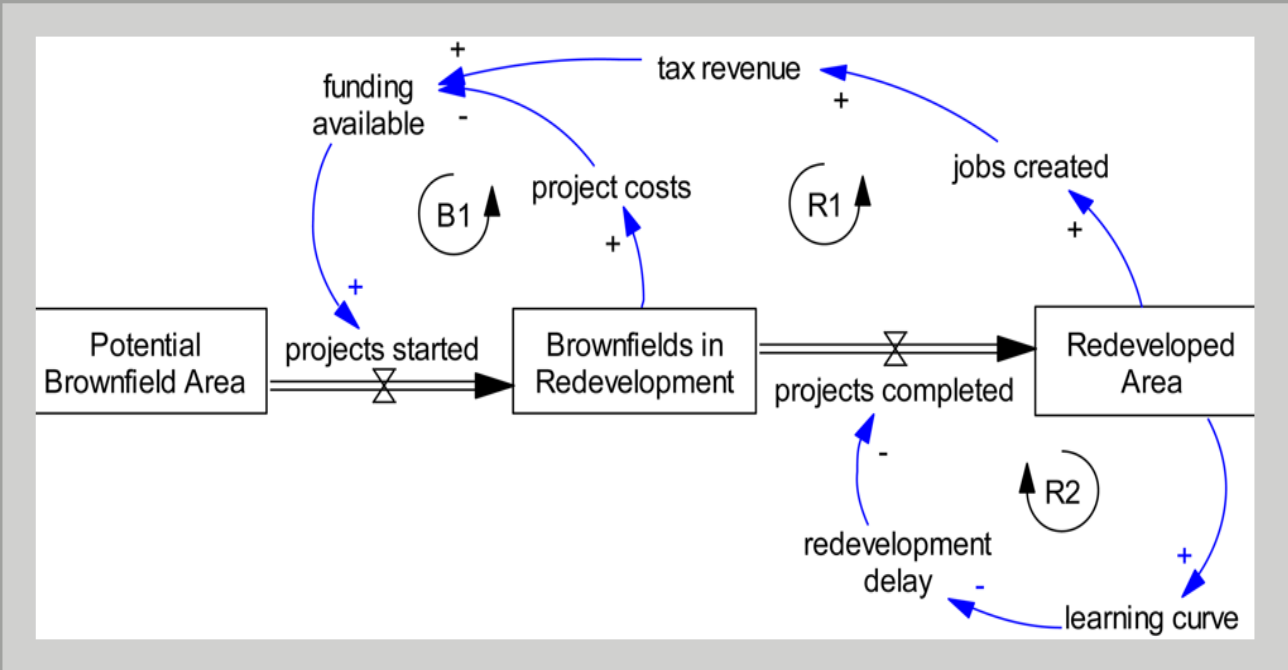 +
tax revenue
funding
available
-
+
jobs created
project costs
B1
R1
+
+
+
Potential
Brownfield Area
projects started
Brownfields in
Redevelopment
Redeveloped
Area
projects completed
-
R2
redevelopment
delay
-
+
learning curve